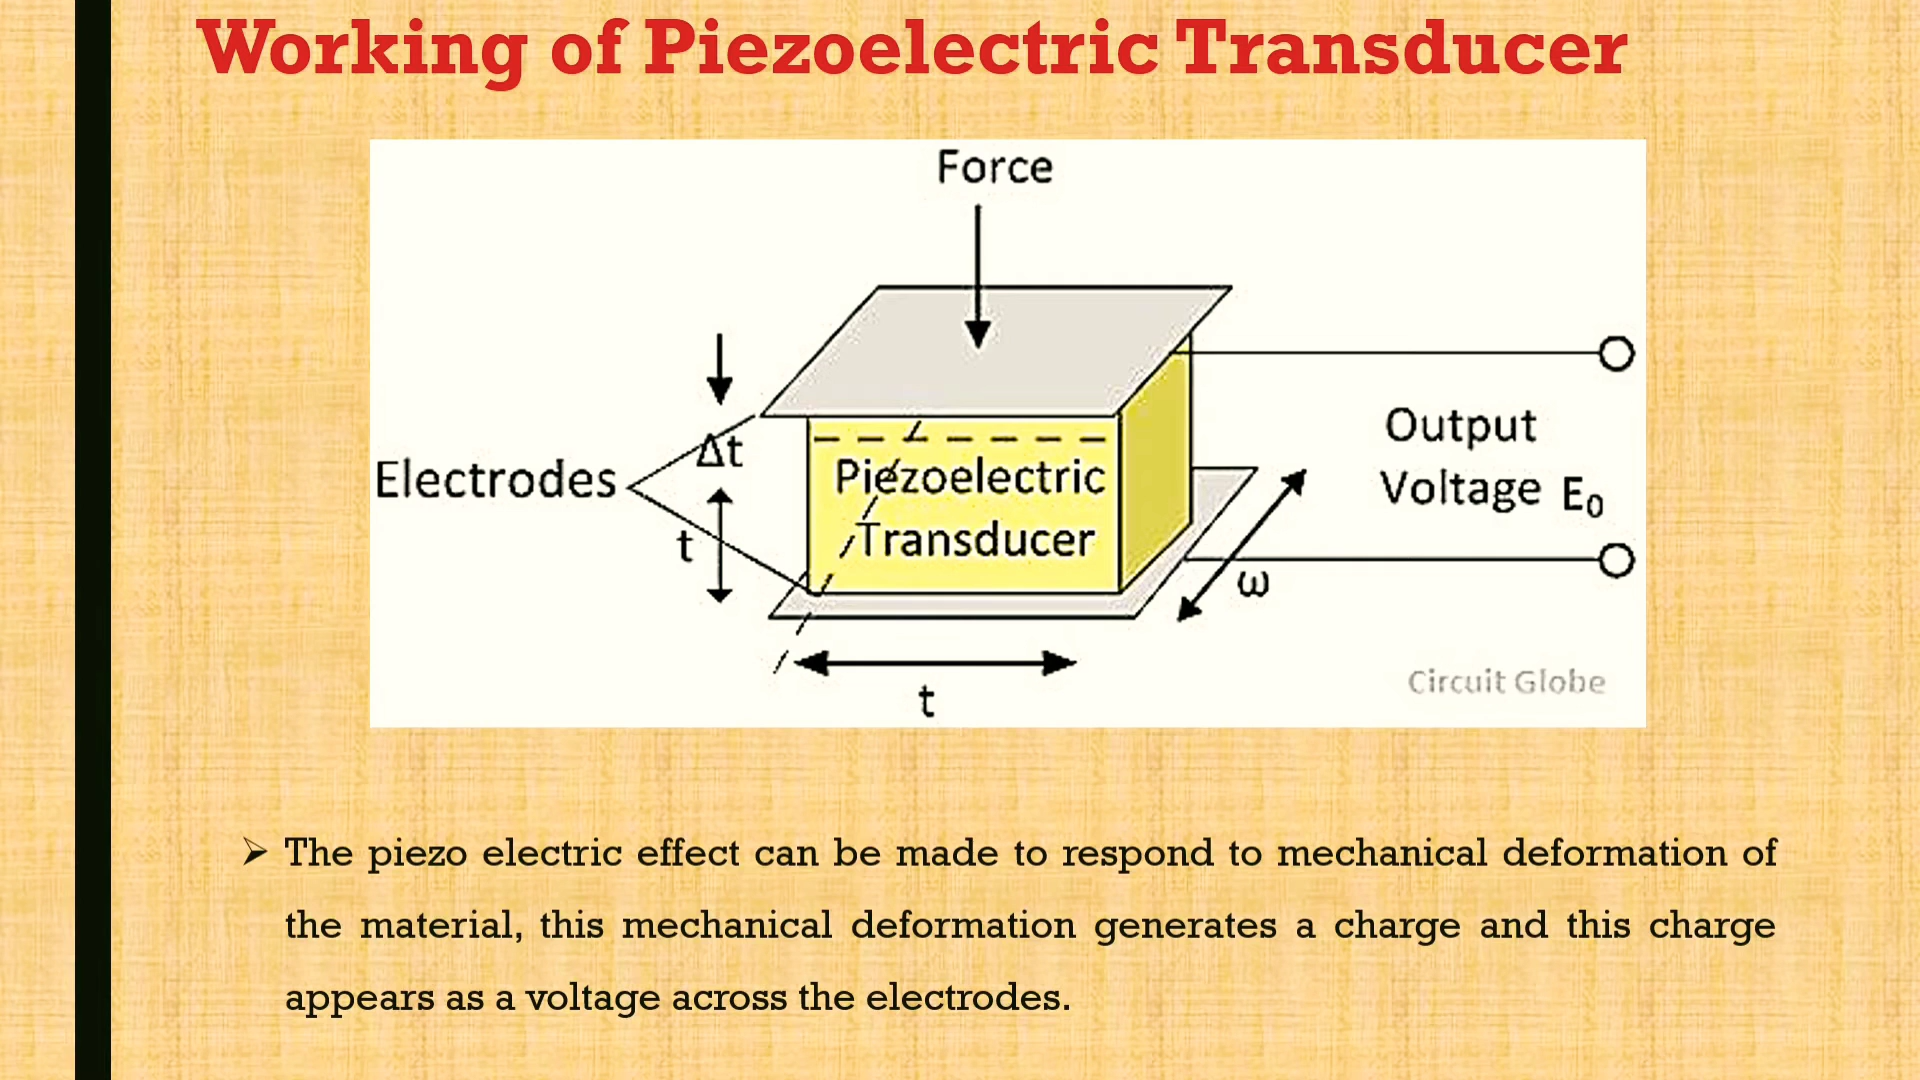 Working of Piezoelectric Transducer
Force
Δt
Electrodes
t
Piezoelectric
Transducer
Output
Voltage E₀
ω
t
Circuit Globe
➢ The piezo electric effect can be made to respond to mechanical deformation of
the material, this mechanical deformation generates a charge and this charge
appears as a voltage across the electrodes.